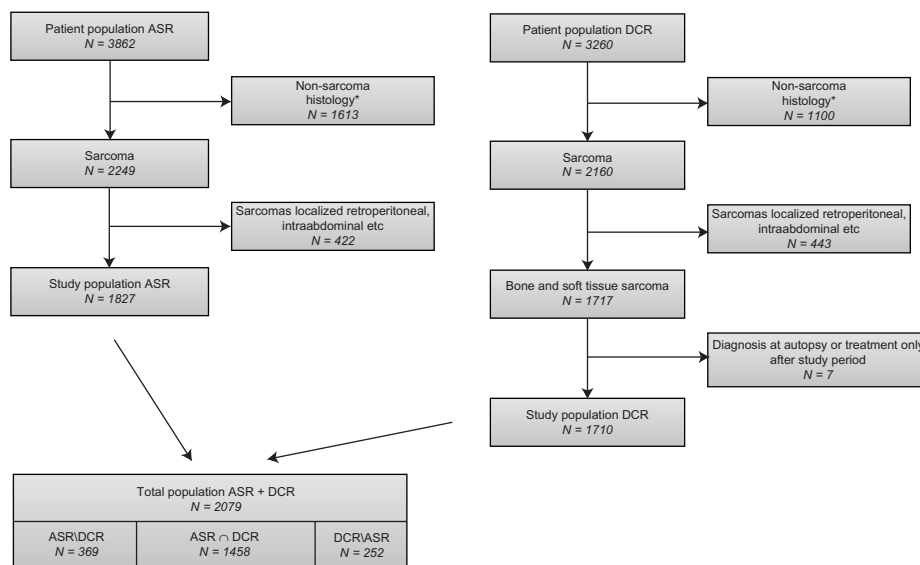 Patient population ASR
N = 3862
Non-sarcoma
histology*
N = 1613
Sarcoma
N = 2249
Sarcomas localized retroperitoneal,
intraabdominal etc
N = 422
Study population ASR
N = 1827
Patient population DCR
N = 3260
Non-sarcoma
histology*
N = 1100
Sarcoma
N = 2160
Sarcomas localized retroperitoneal,
intraabdominal etc
N = 443
Bone and soft tissue sarcoma
N = 1717
Diagnosis at autopsy or treatment only
after study period
N = 7
Study population DCR
N = 1710
Total population ASR + DCR
N = 2079
ASR\DCR
N = 369
ASR ∩ DCR
N = 1458
DCR\ASR
N = 252